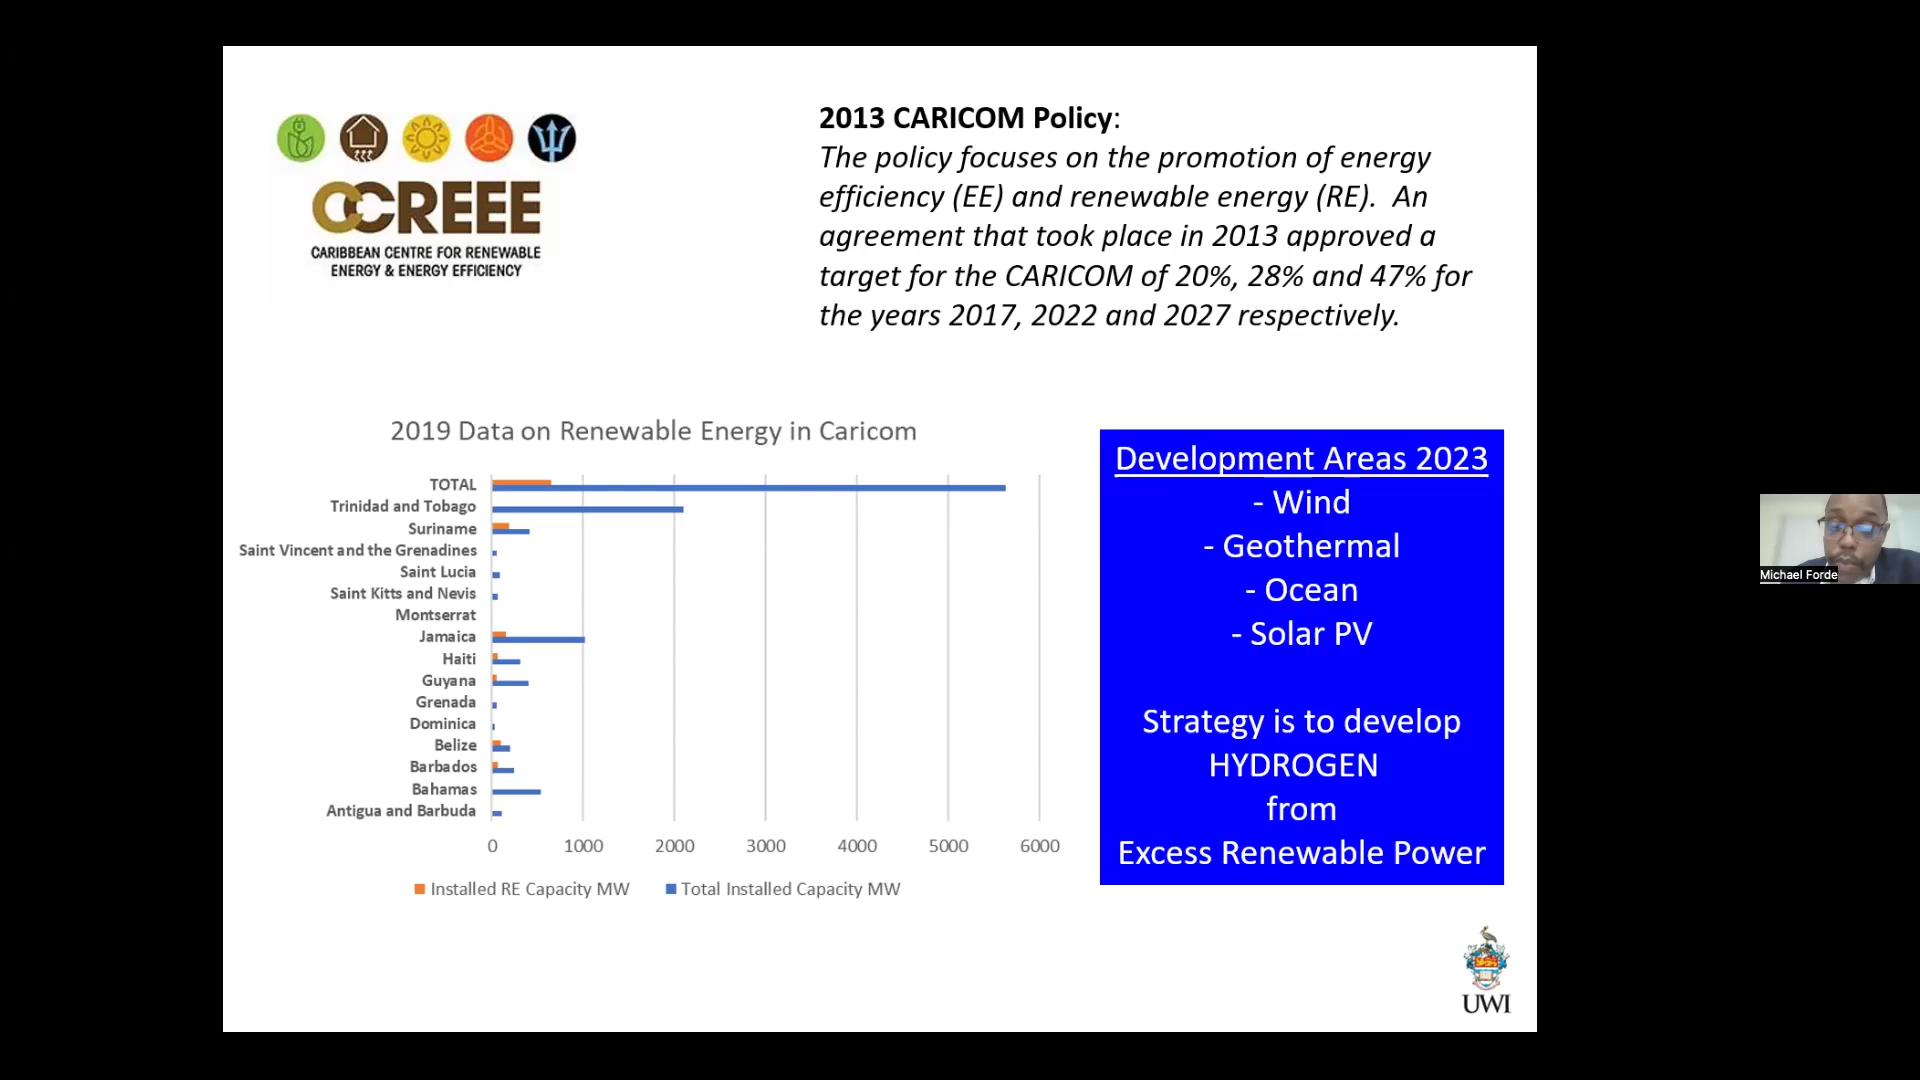 CCREEE
CARIBBEAN CENTRE FOR RENEWABLE
ENERGY & ENERGY EFFICIENCY
2013 CARICOM Policy:
The policy focuses on the promotion of energy
efficiency (EE) and renewable energy (RE). An
agreement that took place in 2013 approved a
target for the CARICOM of 20%, 28% and 47% for
the years 2017, 2022 and 2027 respectively.
2019 Data on Renewable Energy in Caricom
TOTAL
Trinidad and Tobago
Suriname
Saint Vincent and the Grenadines
Saint Lucia
Saint Kitts and Nevis
Montserrat
Jamaica
Haiti
Guyana
Grenada
Dominica
Belize
Barbados
Bahamas
Antigua and Barbuda
0 1000 2000 3000 4000 5000 6000
Installed RE Capacity MW Total Installed Capacity MW
Development Areas 2023
- Wind
- Geothermal
- Ocean
- Solar PV
Strategy is to develop
HYDROGEN
from
Excess Renewable Power
UWI
Michael Forde